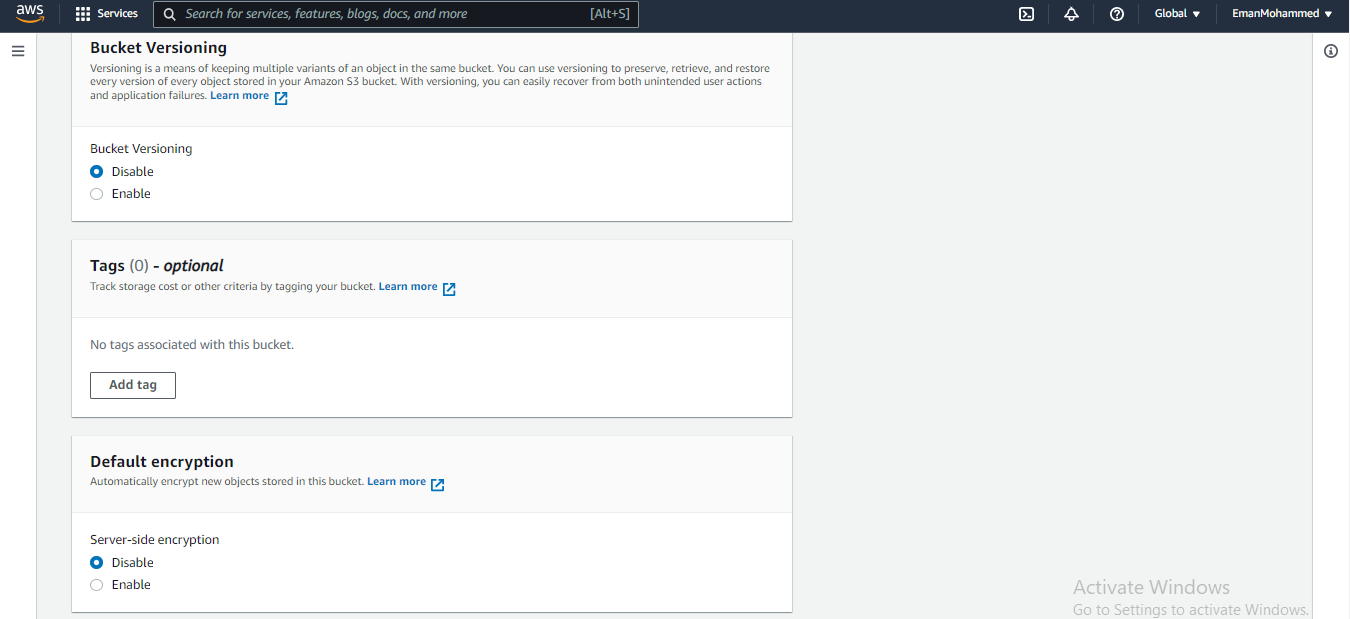 aws Services Search for services, features, blogs, docs, and more [Alt+S] Global EmanMohammed
Bucket Versioning
Versioning is a means of keeping multiple variants of an object in the same bucket. You can use versioning to preserve, retrieve, and restore
every version of every object stored in your Amazon S3 bucket. With versioning, you can easily recover from both unintended user actions
and application failures. Learn more
Bucket Versioning
Disable
Enable
Tags (0) - optional
Track storage cost or other criteria by tagging your bucket. Learn more
No tags associated with this bucket.
Add tag
Default encryption
Automatically encrypt new objects stored in this bucket. Learn more
Server-side encryption
Disable
Enable
Activate Windows
Go to Settings to activate Windows.